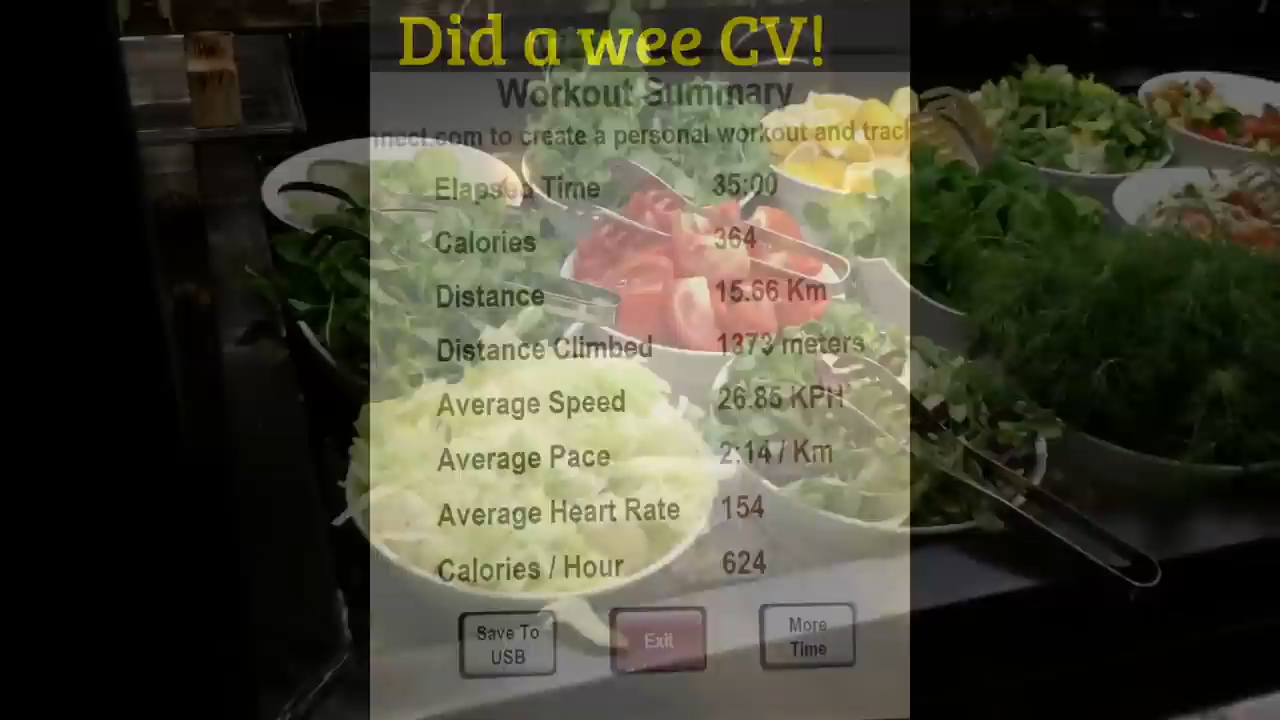 Did a wee CV!
Workout Summary
nnect.com to create a personal workout and track
Elapsed Time 35:00
Calories 364
Distance 15.66 Km
Distance Climbed 1373 meters
Average Speed 26.85 KPH
Average Pace 2:14 / Km
Average Heart Rate 154
Calories / Hour 624
Save To
USB
Exit
More
Time